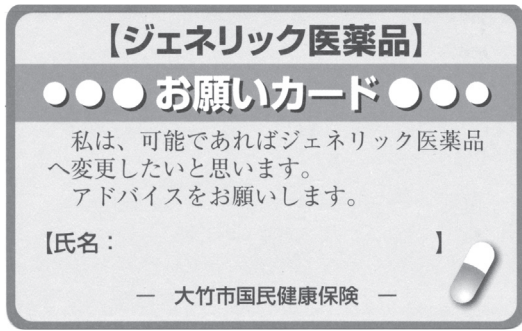 【ジェネリック医薬品】
●●●お願いカード●●●
私は、可能であればジェネリック医薬品
へ変更したいと思います。
アドバイスをお願いします。
【氏名： 】
― 大竹市国民健康保険 ―